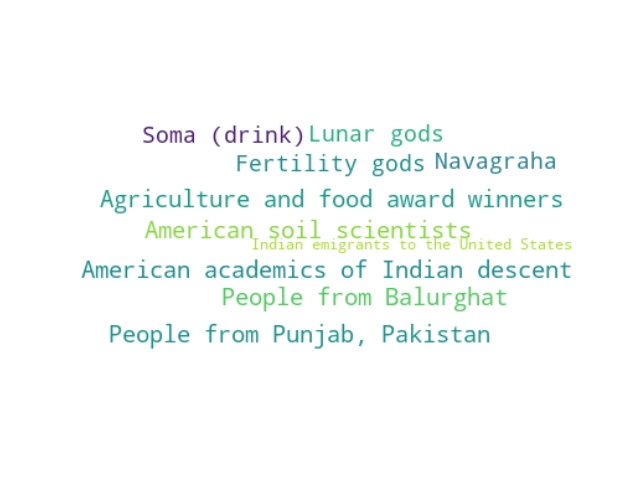 Soma (drink) Lunar gods
Fertility gods Navagraha
Agriculture and food award winners
American soil scientists
Indian emigrants to the United States
American academics of Indian descent
People from Balurghat
People from Punjab, Pakistan